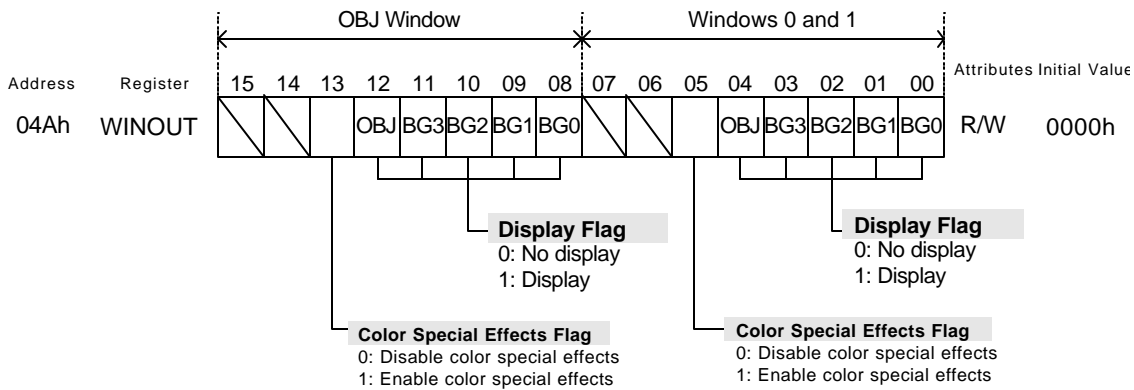 OBJ Window Windows 0 and 1
Address Register 15 14 13 12 11 10 09 08 07 06 05 04 03 02 01 00 Attributes Initial Value
04Ah WINOUT OBJ BG3 BG2 BG1 BG0 OBJ BG3 BG2 BG1 BG0 R/W 0000h
Display Flag
0: No display
1: Display
Display Flag
0: No display
1: Display
Color Special Effects Flag
0: Disable color special effects
1: Enable color special effects
Color Special Effects Flag
0: Disable color special effects
1: Enable color special effects